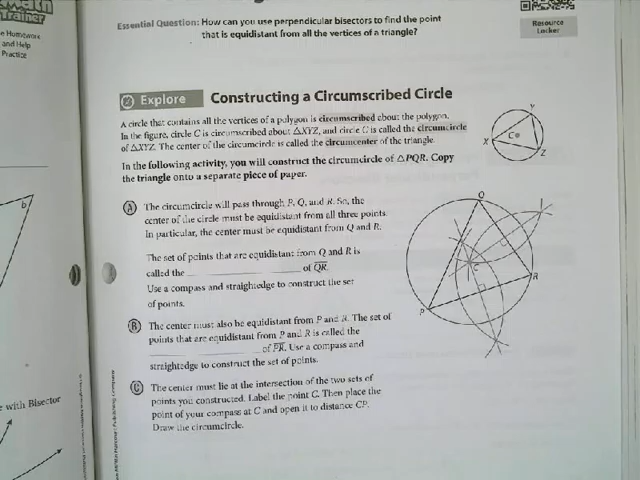 Math
Trainer
e Homework
and Help
Practice
Essential Question: How can you use perpendicular bisectors to find the point
that is equidistant from all the vertices of a triangle?
Resource
Locker
Explore Constructing a Circumscribed Circle
A circle that contains all the vertices of a polygon is circumscribed about the polygon.
In the figure, circle C is circumscribed about △XYZ, and circle C is called the circumcircle
of △XYZ. The center of the circumcircle is called the circumcenter of the triangle.
In the following activity, you will construct the circumcircle of △PQR. Copy
the triangle onto a separate piece of paper.
Y
X
C
Z
A The circumcircle will pass through P, Q, and R. So, the
center of the circle must be equidistant from all three points.
In particular, the center must be equidistant from Q and R.
The set of points that are equidistant from Q and R is
called the ____ of QR.
Use a compass and straightedge to construct the set
of points.
Q
C
R
P
B The center must also be equidistant from P and R. The set of
points that are equidistant from P and R is called the
____ of PR. Use a compass and
straightedge to construct the set of points.
C The center must lie at the intersection of the two sets of
points you constructed. Label the point C. Then place the
point of your compass at C and open it to distance CP.
Draw the circumcircle.
b
e with Bisector